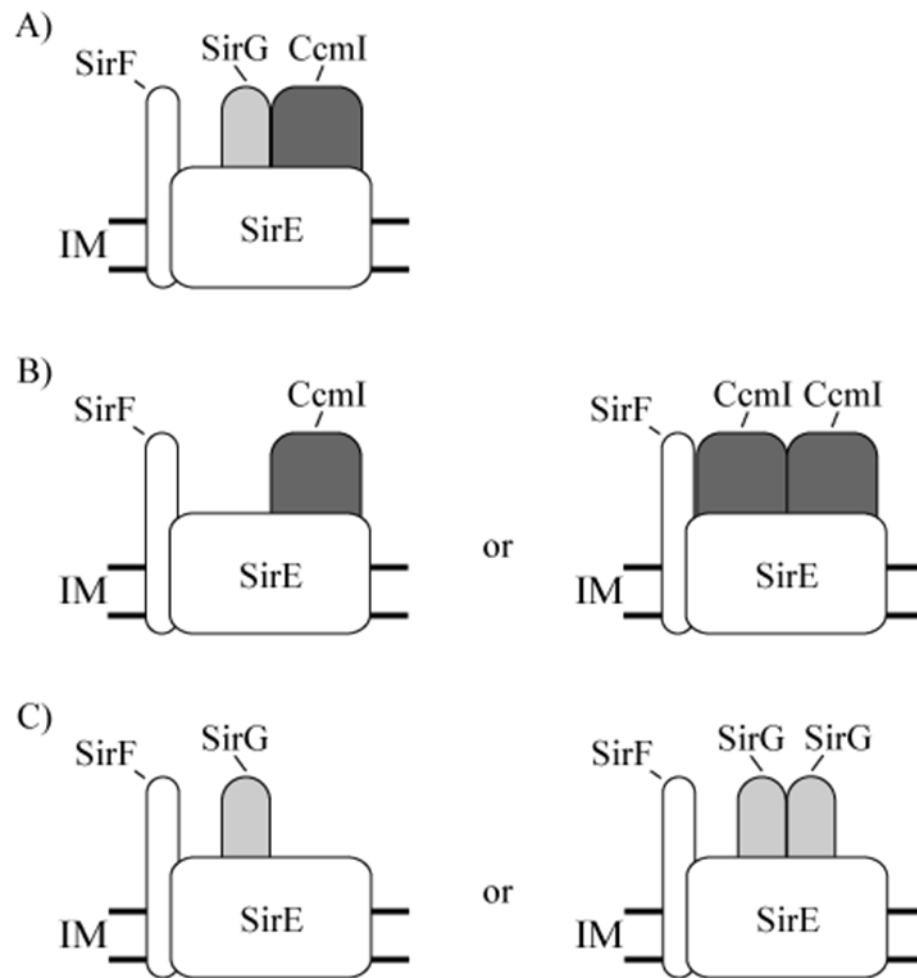 A)
SirF SirG CcmI
IM SirE
B)
SirF CcmI
IM SirE
or
SirF CcmI CcmI
IM SirE
C)
SirF SirG
IM SirE
or
SirF SirG SirG
IM SirE